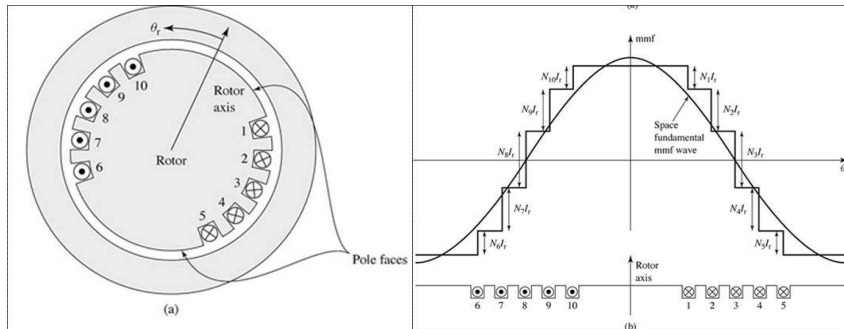 θr
10
9
8
7
6
Rotor
axis
1
2
3
4
5
Rotor
Pole faces
(a)
mmf
N10Ir
N1Ir
N9Ir
N2Ir
Space
fundamental
mmf wave
N8Ir
N3Ir
N7Ir
N4Ir
N6Ir
N5Ir
Rotor
axis
6 7 8 9 10 1 2 3 4 5
(b)